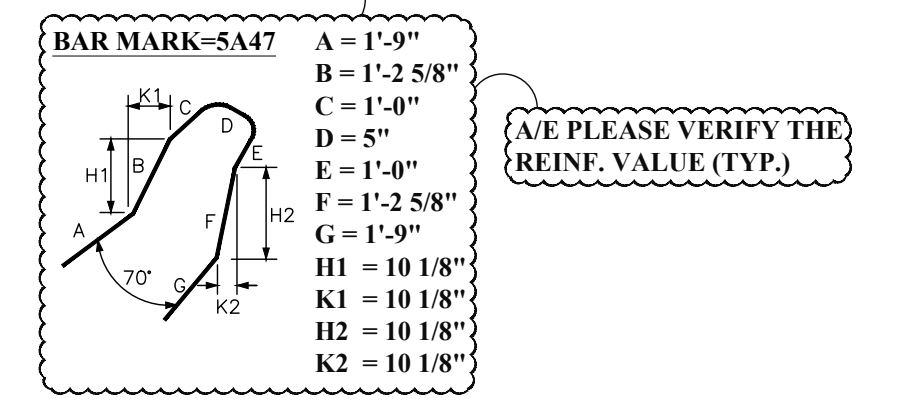 BAR MARK=5A47
A = 1'-9"
B = 1'-2 5/8"
C = 1'-0"
D = 5"
E = 1'-0"
F = 1'-2 5/8"
G = 1'-9"
H1 = 10 1/8"
K1 = 10 1/8"
H2 = 10 1/8"
K2 = 10 1/8"
K1
C
D
B
H1
E
A
F
H2
70°
G
K2
A/E PLEASE VERIFY THE
REINF. VALUE (TYP.)